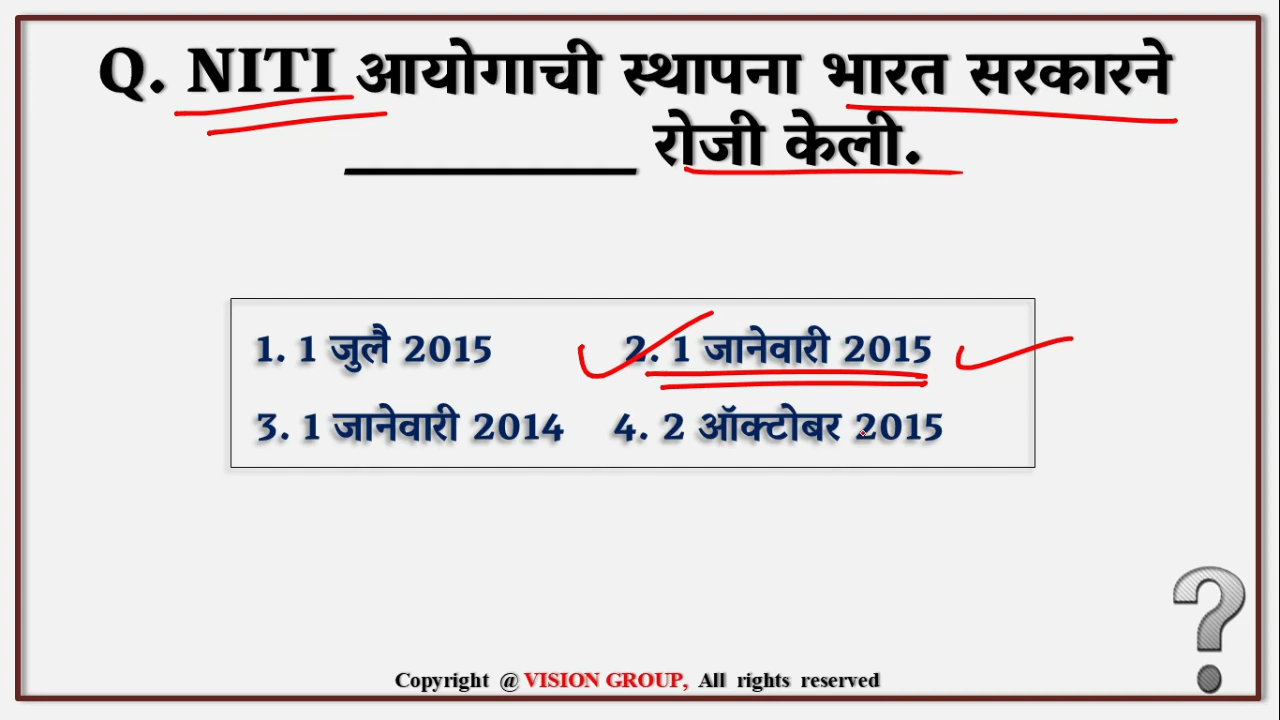 Q. NITI आयोगाची स्थापना भारत सरकारने
____________ रोजी केली.
1. 1 जुलै 2015 2. 1 जानेवारी 2015
3. 1 जानेवारी 2014 4. 2 ऑक्टोबर 2015
Copyright @ VISION GROUP, All rights reserved